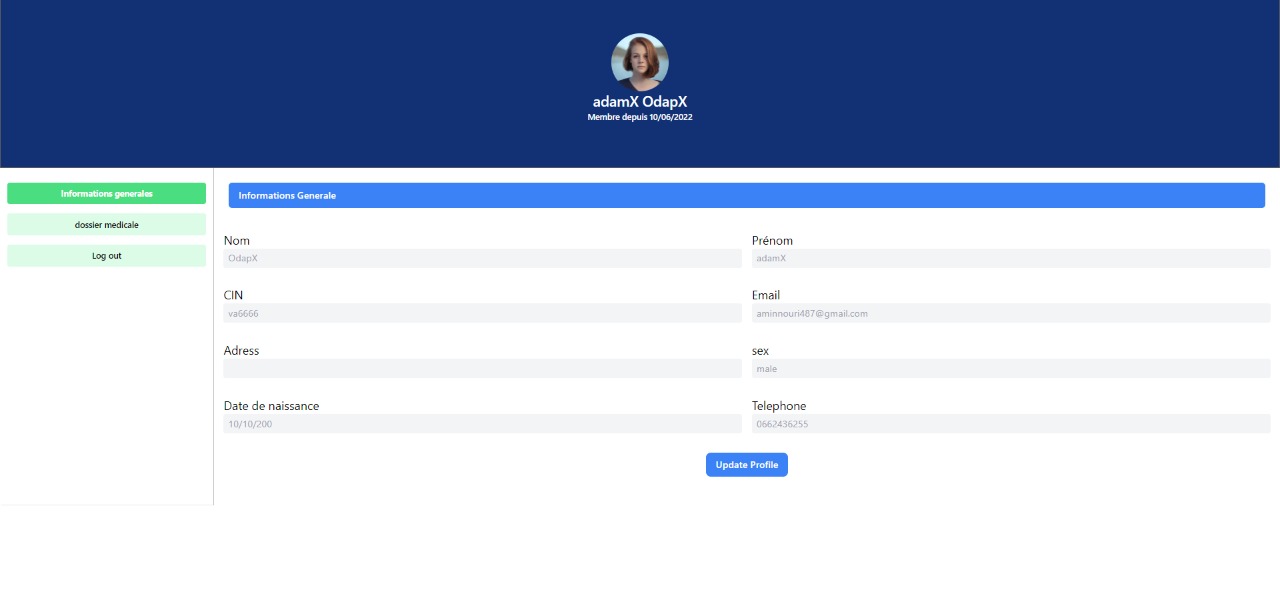 adamX OdapX
Membre depuis 10/06/2022
Informations generales
dossier medicale
Log out
Informations Generale
Nom
OdapX
Prénom
adamX
CIN
va6666
Email
aminnouri487@gmail.com
Adress
sex
male
Date de naissance
10/10/200
Telephone
0662436255
Update Profile